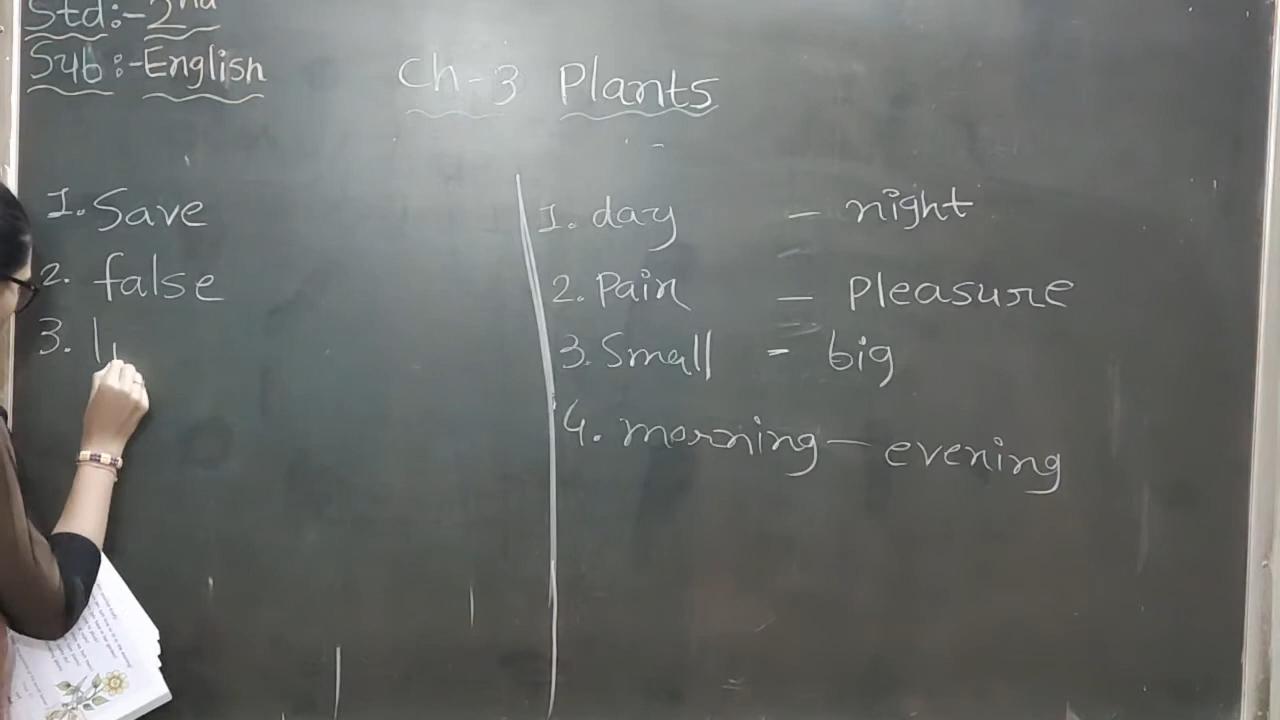 Std:- 2nd
Sub:- English
Ch-3 Plants
1. Save
2. false
3.
1. day – night
2. Pain – Pleasure
3. Small - big
4. morning – evening